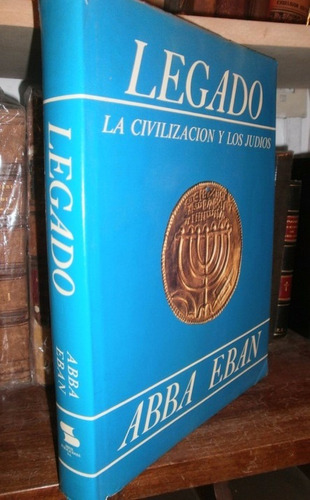 LEGADO
LA CIVILIZACION Y LOS JUDIOS
ABBA EBAN
LEGADO
ABBA
EBAN